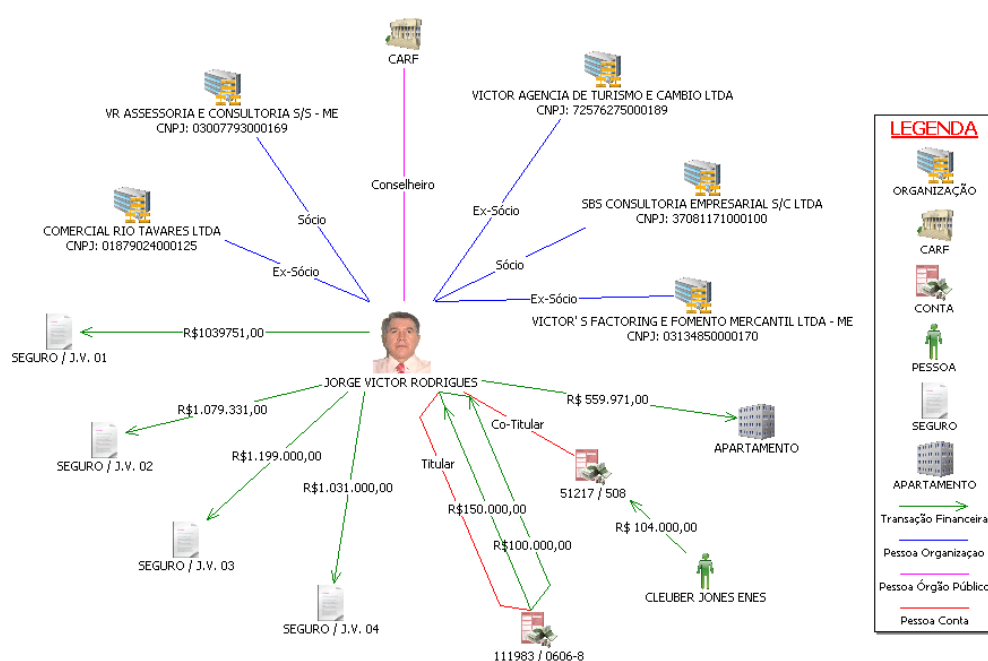 CARF
VR ASSESSORIA E CONSULTORIA S/S - ME
CNPJ: 03007793000169
VICTOR AGENCIA DE TURISMO E CAMBIO LTDA
CNPJ: 72576275000189
Conselheiro
SBS CONSULTORIA EMPRESARIAL S/C LTDA
CNPJ: 37081171000100
Ex-Sócio
Sócio
COMERCIAL RIO TAVARES LTDA
CNPJ: 01879024000125
Sócio
Ex-Sócio
Ex-Sócio
VICTOR' S FACTORING E FOMENTO MERCANTIL LTDA - ME
CNPJ: 03134850000170
R$1039751,00
SEGURO / J.V. 01
JORGE VICTOR RODRIGUES
R$1.079.331,00
SEGURO / J.V. 02
R$1.199.000,00
SEGURO / J.V. 03
R$1.031.000,00
SEGURO / J.V. 04
R$ 559.971,00
APARTAMENTO
Co-Titular
Titular
51217 / 508
R$150.000,00
R$100.000,00
R$ 104.000,00
CLEUBER JONES ENES
111983 / 0606-8
LEGENDA
ORGANIZAÇÃO
CARF
CONTA
PESSOA
SEGURO
APARTAMENTO
Transação Financeira
Pessoa Organizaçao
Pessoa Órgão Público
Pessoa Conta